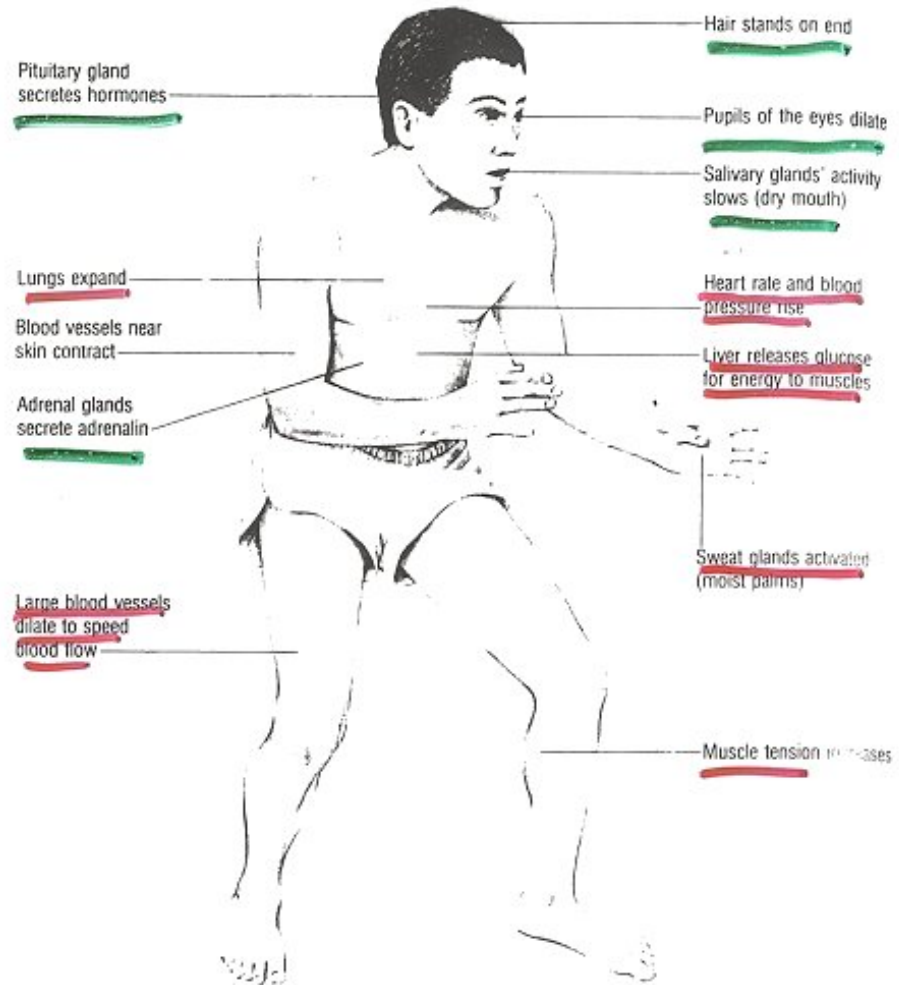 Hair stands on end
Pituitary gland
secretes hormones
Pupils of the eyes dilate
Salivary glands' activity
slows (dry mouth)
Lungs expand
Heart rate and blood
pressure rise
Blood vessels near
skin contract
Liver releases glucose
for energy to muscles
Adrenal glands
secrete adrenalin
Sweat glands activated
(moist palms)
Large blood vessels
dilate to speed
blood flow
Muscle tension